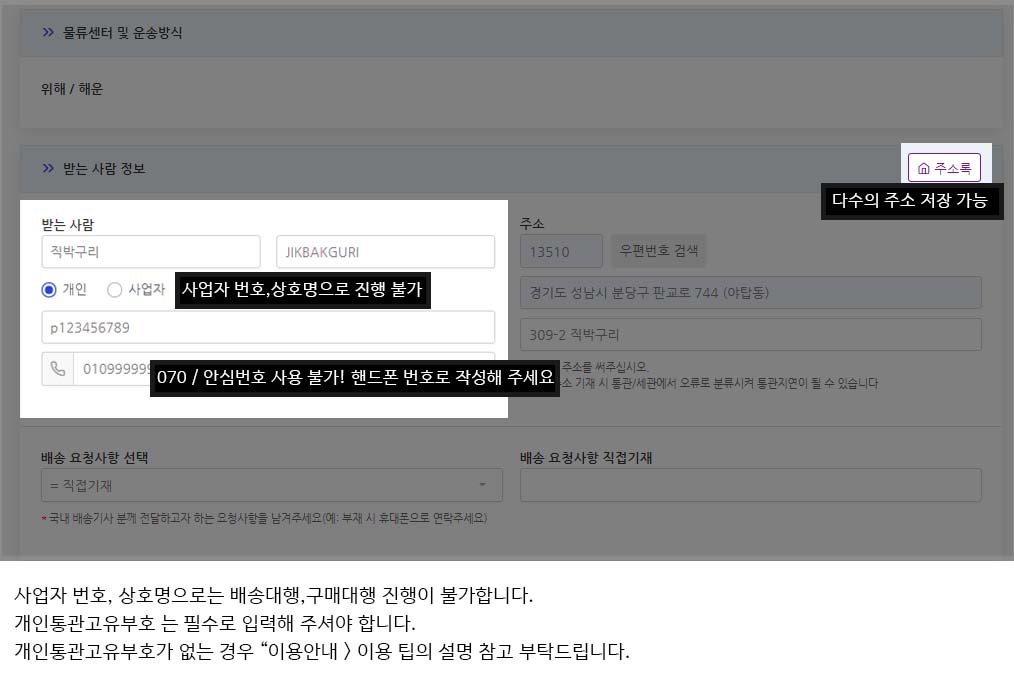 물류센터 및 운송방식
위해 / 해운
받는 사람 정보
주소록
다수의 주소 저장 가능
받는 사람
직박구리
JIKBAKGURI
개인
사업자
사업자 번호,상호명으로 진행 불가
p123456789
010999999
070 / 안심번호 사용 불가! 핸드폰 번호로 작성해 주세요
주소
13510
우편번호 검색
경기도 성남시 분당구 판교로 744 (야탑동)
309-2 직박구리
주소를 써주십시오.
기재 시 통관/세관에서 오류로 분류시켜 통관지연이 될 수 있습니다
배송 요청사항 선택
= 직접기재
* 국내 배송기사 분께 전달하고자 하는 요청사항을 남겨주세요(예: 부재 시 휴대폰으로 연락주세요)
배송 요청사항 직접기재
사업자 번호, 상호명으로는 배송대행,구매대행 진행이 불가합니다.
개인통관고유부호 는 필수로 입력해 주셔야 합니다.
개인통관고유부호가 없는 경우 “이용안내 > 이용 팁의 설명 참고 부탁드립니다.